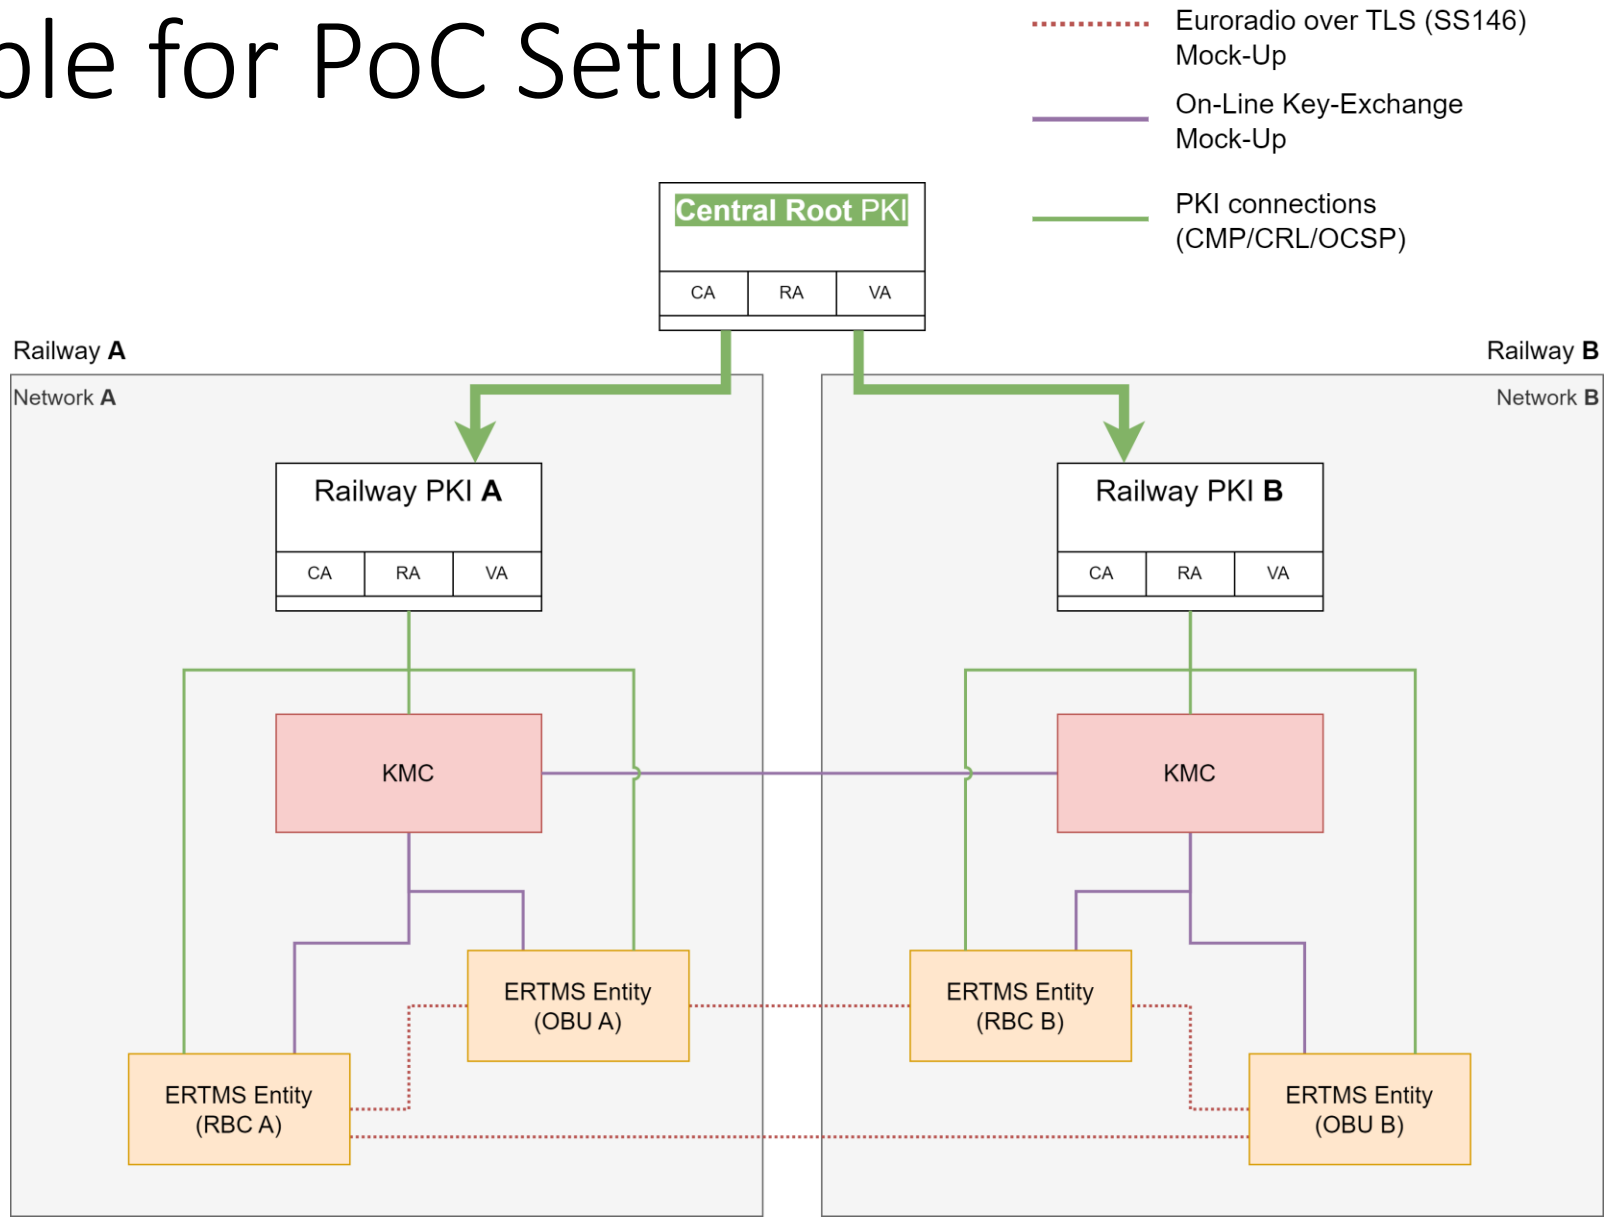 ble for PoC Setup
Euroradio over TLS (SS146)
Mock-Up
On-Line Key-Exchange
Mock-Up
PKI connections
(CMP/CRL/OCSP)
Central Root PKI
CA RA VA
Railway A
Railway B
Network A
Network B
Railway PKI A
CA RA VA
Railway PKI B
CA RA VA
KMC
KMC
ERTMS Entity
(OBU A)
ERTMS Entity
(RBC B)
ERTMS Entity
(RBC A)
ERTMS Entity
(OBU B)